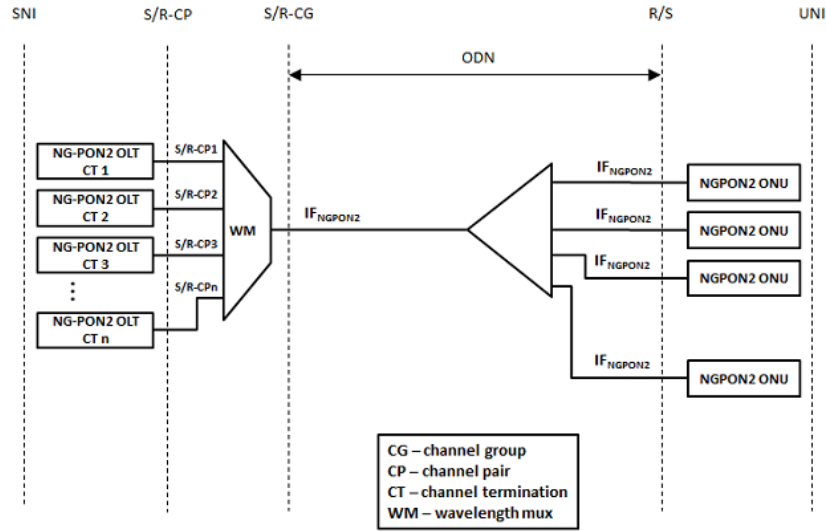 SNI
S/R-CP
S/R-CG
R/S
UNI
ODN
NG-PON2 OLT
CT 1
S/R-CP1
NG-PON2 OLT
CT 2
S/R-CP2
NG-PON2 OLT
CT 3
S/R-CP3
⋮
NG-PON2 OLT
CT n
S/R-CPn
WM
IFNGPON2
IFNGPON2
NGPON2 ONU
IFNGPON2
NGPON2 ONU
IFNGPON2
NGPON2 ONU
IFNGPON2
NGPON2 ONU
CG – channel group
CP – channel pair
CT – channel termination
WM – wavelength mux